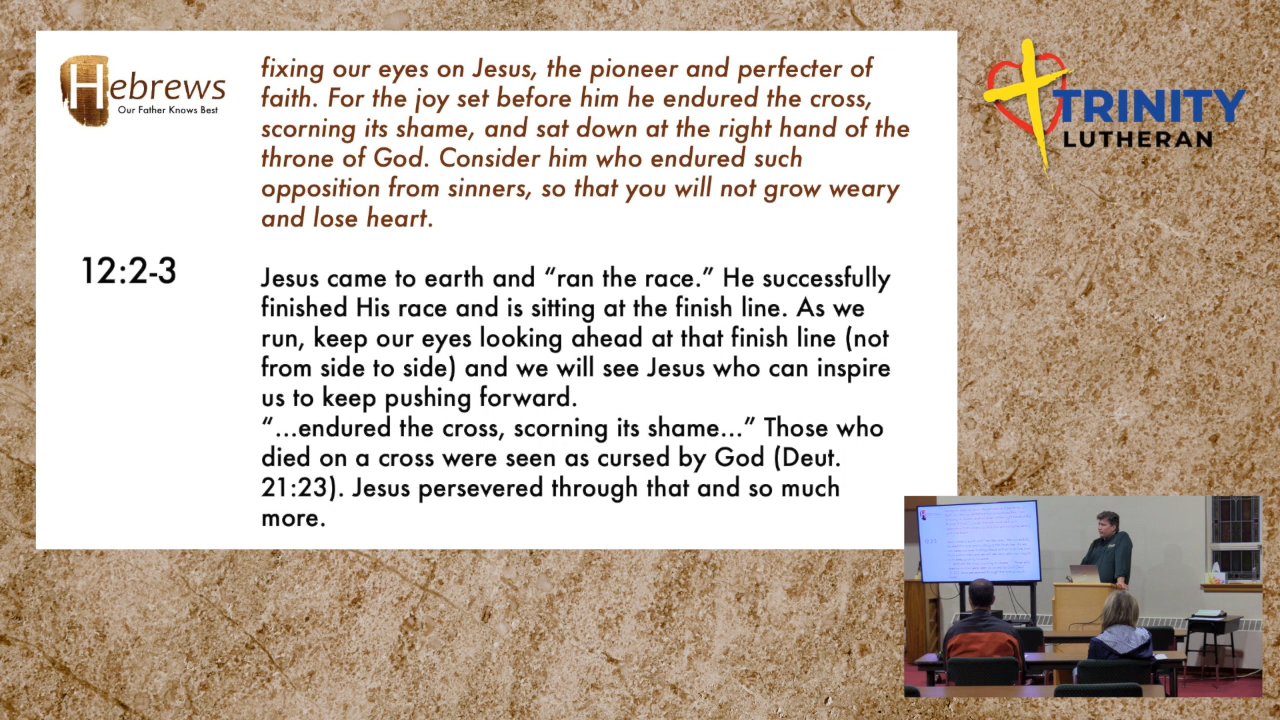 Hebrews
Our Father Knows Best
fixing our eyes on Jesus, the pioneer and perfecter of
faith. For the joy set before him he endured the cross,
scorning its shame, and sat down at the right hand of the
throne of God. Consider him who endured such
opposition from sinners, so that you will not grow weary
and lose heart.
12:2-3
Jesus came to earth and “ran the race.” He successfully
finished His race and is sitting at the finish line. As we
run, keep our eyes looking ahead at that finish line (not
from side to side) and we will see Jesus who can inspire
us to keep pushing forward.
“...endured the cross, scorning its shame...” Those who
died on a cross were seen as cursed by God (Deut.
21:23). Jesus persevered through that and so much
more.
TRINITY
LUTHERAN